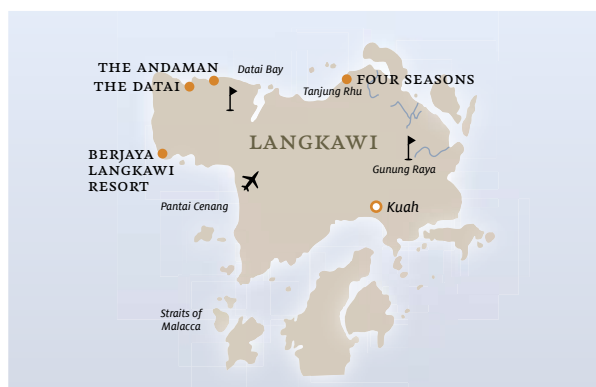 THE ANDAMAN
Datai Bay
THE DATAI
FOUR SEASONS
Tanjung Rhu
LANGKAWI
BERJAYA
LANGKAWI
RESORT
Gunung Raya
Pantai Cenang
Kuah
Straits of
Malacca